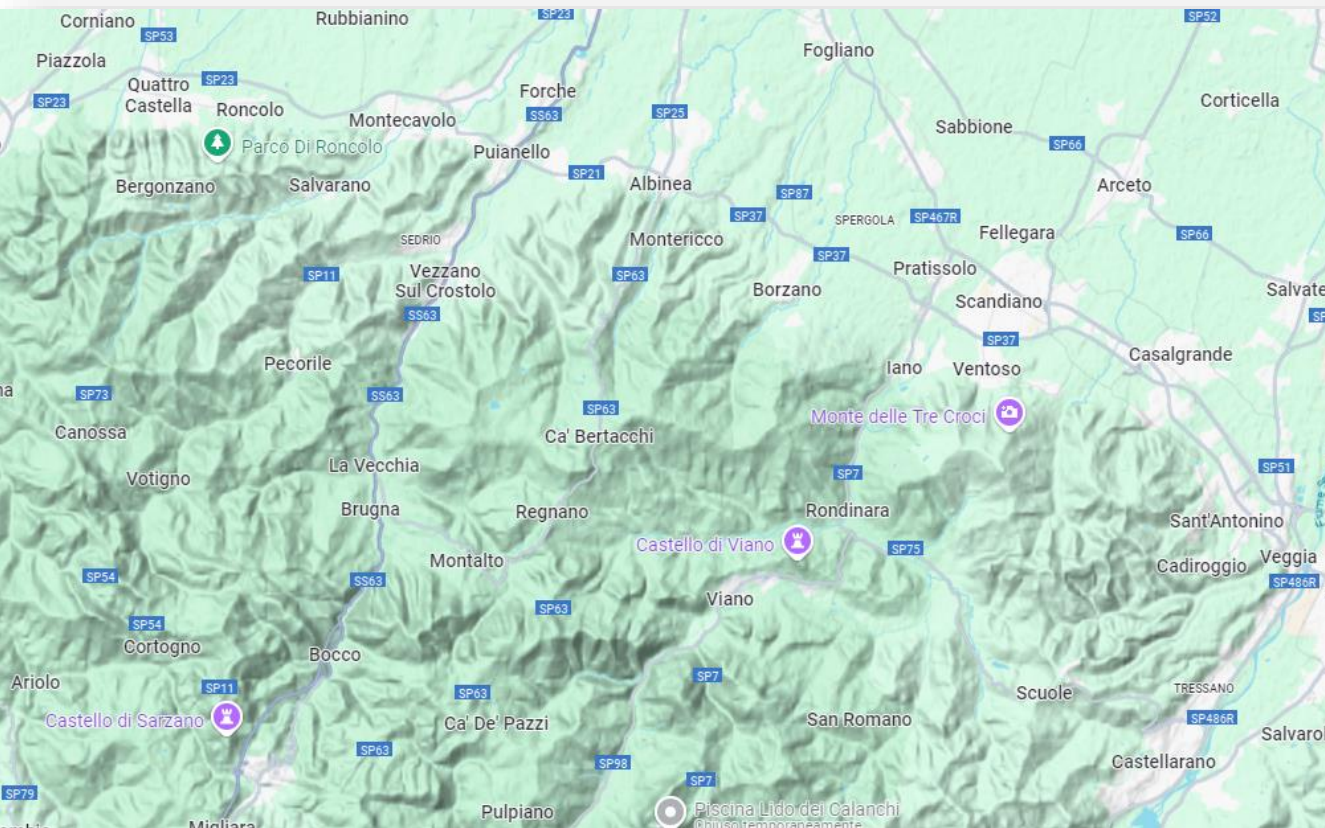 Corniano
Rubbianino
SP23
SP52
SP53
Fogliano
Piazzola
SP23
Quattro
Castella
Forche
SP23
Roncolo
Corticella
SS63
SP25
Montecavolo
Sabbione
Parco Di Roncolo
Puianello
SP66
SP21
Albinea
Arceto
Bergonzano
Salvarano
SP87
SP37
SPERGOLA
SP467R
Fellegara
SP66
SEDRIO
Montericco
SP37
Vezzano
Sul Crostolo
SP11
SP63
Pratissolo
Borzano
Scandiano
Salvate
SS63
SP
SP37
Casalgrande
Pecorile
Iano
Ventoso
na
SP73
SS63
SP63
Monte delle Tre Croci
Canossa
Ca' Bertacchi
La Vecchia
SP7
SP51
Votigno
Brugna
Regnano
Rondinara
Sant'Antonino
Castello di Viano
SP75
Montalto
Cadiroggio
Veggia
SP54
SS63
SP486R
Viano
SP63
SP54
Cortogno
Bocco
Ariolo
SP11
SP63
SP7
Scuole
TRESSANO
Castello di Sarzano
Ca' De' Pazzi
San Romano
SP486R
Salvarol
SP63
SP98
Castellarano
SP7
SP79
Pulpiano
Piscina Lido dei Calanchi
Chiuso temporaneamente
Migliara